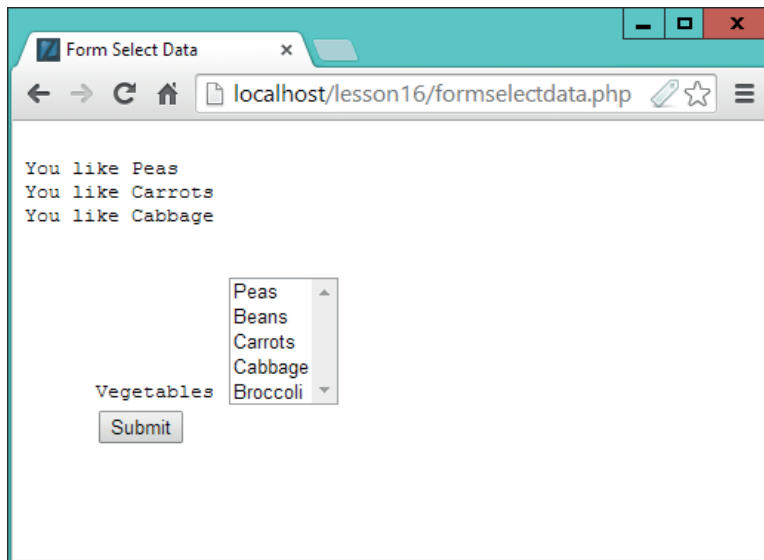 Form Select Data
localhost/lesson16/formselectdata.php
You like Peas
You like Carrots
You like Cabbage
Peas
Beans
Carrots
Cabbage
Vegetables Broccoli
Submit